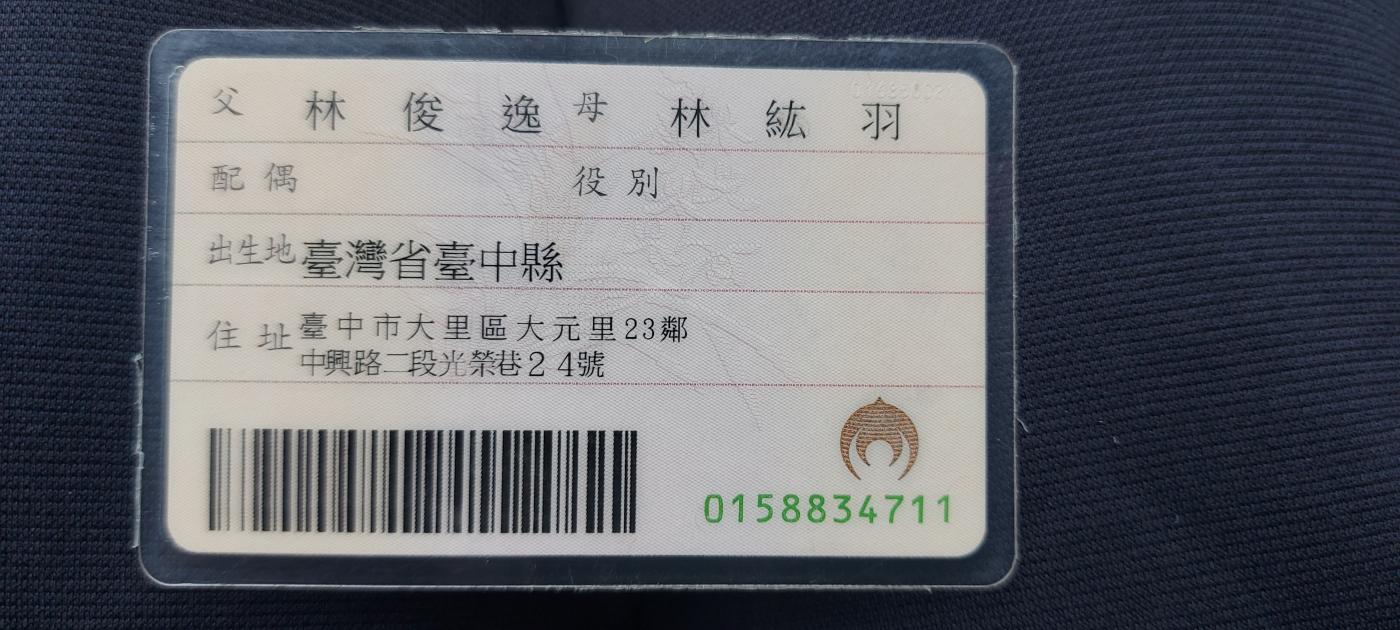 父 林俊逸 母 林紘羽
配偶 役別
出生地 臺灣省臺中縣
住址 臺中市大里區大元里23鄰
中興路二段光榮巷24號
0158834711